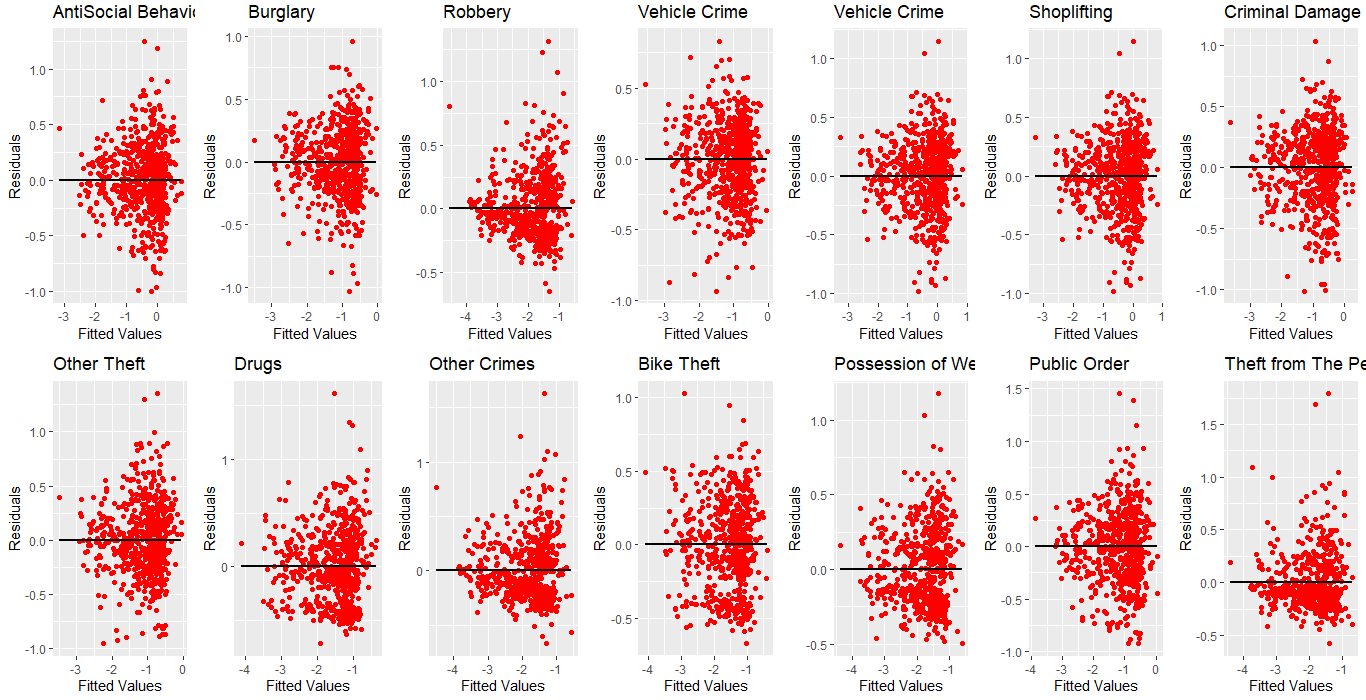 AntiSocial Behavio
Burglary
Robbery
Vehicle Crime
Vehicle Crime
Shoplifting
Criminal Damage
Residuals
1.0
0.5
0.0
-0.5
-1.0
-3 -2 -1 0
Fitted Values
Residuals
1.0
0.5
0.0
-0.5
-1.0
-3 -2 -1 0
Fitted Values
Residuals
1.0
0.5
0.0
-0.5
-4 -3 -2 -1
Fitted Values
Residuals
0.5
0.0
-0.5
-1.0
-3 -2 -1 0
Fitted Values
Residuals
1.0
0.5
0.0
-0.5
-1.0
-3 -2 -1 0 1
Fitted Values
Residuals
1.0
0.5
0.0
-0.5
-1.0
-3 -2 -1 0 1
Fitted Values
Residuals
1.0
0.5
0.0
-0.5
-1.0
-3 -2 -1 0
Fitted Values
Other Theft
Drugs
Other Crimes
Bike Theft
Possession of We
Public Order
Theft from The Pe
Residuals
1.0
0.5
0.0
-0.5
-1.0
-3 -2 -1 0
Fitted Values
Residuals
1
0
-4 -3 -2 -1
Fitted Values
Residuals
1
0
-4 -3 -2 -1
Fitted Values
Residuals
1.0
0.5
0.0
-0.5
-4 -3 -2 -1
Fitted Values
Residuals
1.0
0.5
0.0
-0.5
-4 -3 -2 -1
Fitted Values
Residuals
1.5
1.0
0.5
0.0
-0.5
-1.0
-4 -3 -2 -1 0
Fitted Values
Residuals
1.5
1.0
0.5
0.0
-0.5
-4 -3 -2 -1
Fitted Values